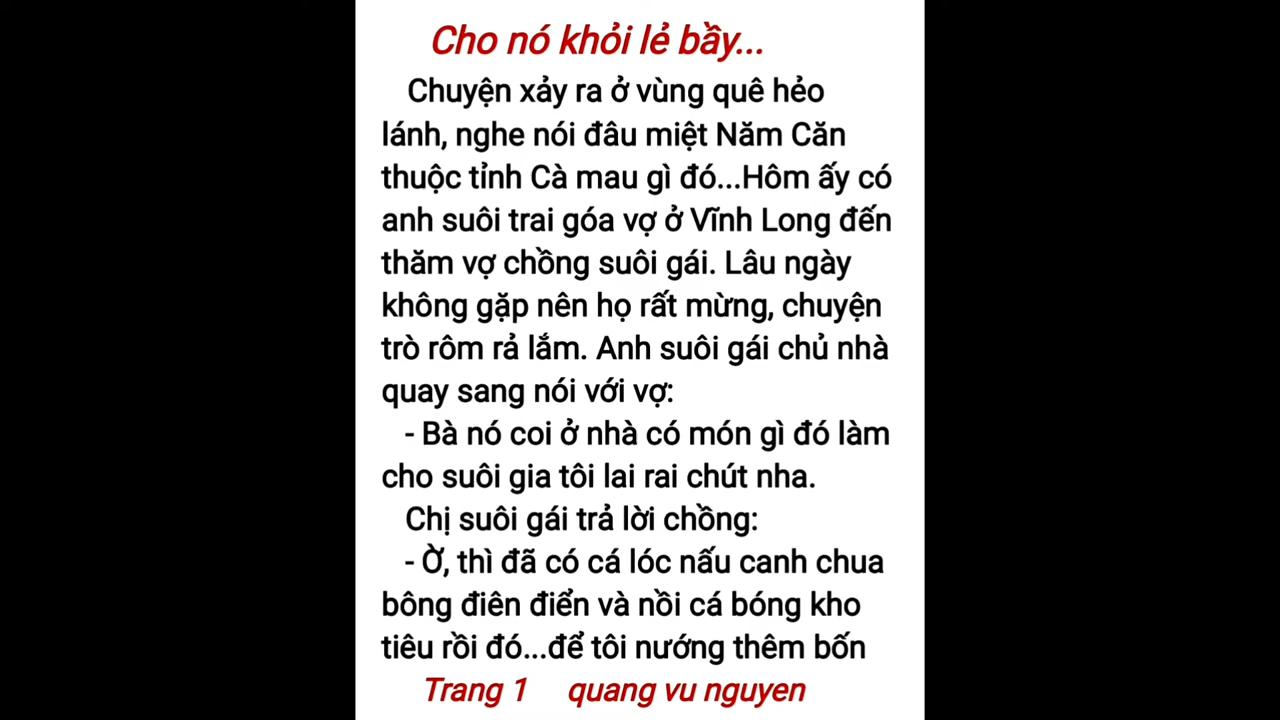 Cho nó khỏi lẻ bầy...
Chuyện xảy ra ở vùng quê hẻo
lánh, nghe nói đâu miệt Năm Căn
thuộc tỉnh Cà mau gì đó...Hôm ấy có
anh suôi trai góa vợ ở Vĩnh Long đến
thăm vợ chồng suôi gái. Lâu ngày
không gặp nên họ rất mừng, chuyện
trò rôm rả lắm. Anh suôi gái chủ nhà
quay sang nói với vợ:
- Bà nó coi ở nhà có món gì đó làm
cho suôi gia tôi lai rai chút nha.
Chị suôi gái trả lời chồng:
- Ờ, thì đã có cá lóc nấu canh chua
bông điên điển và nồi cá bóng kho
tiêu rồi đó...để tôi nướng thêm bốn
Trang 1 quang vu nguyen